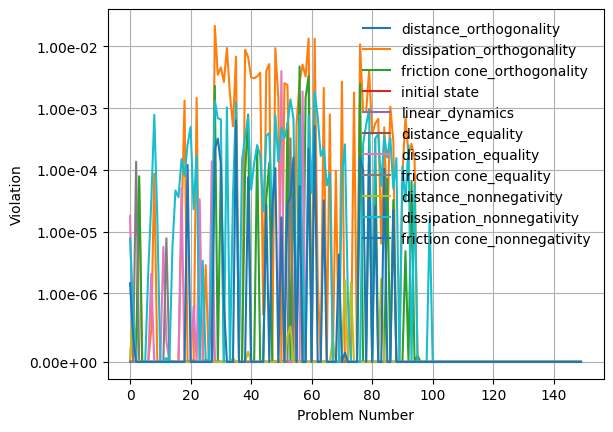 1.00e-02
1.00e-03
1.00e-04
1.00e-05
1.00e-06
0.00e+00
Violation
0 20 40 60 80 100 120 140
Problem Number
distance_orthogonality
dissipation_orthogonality
friction cone_orthogonality
initial state
linear_dynamics
distance_equality
dissipation_equality
friction cone_equality
distance_nonnegativity
dissipation_nonnegativity
friction cone_nonnegativity